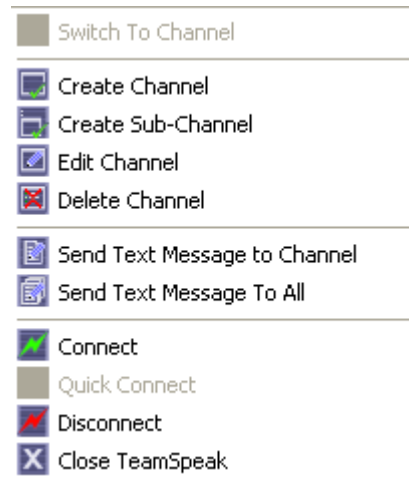 Switch To Channel
Create Channel
Create Sub-Channel
Edit Channel
Delete Channel
Send Text Message to Channel
Send Text Message To All
Connect
Quick Connect
Disconnect
Close TeamSpeak